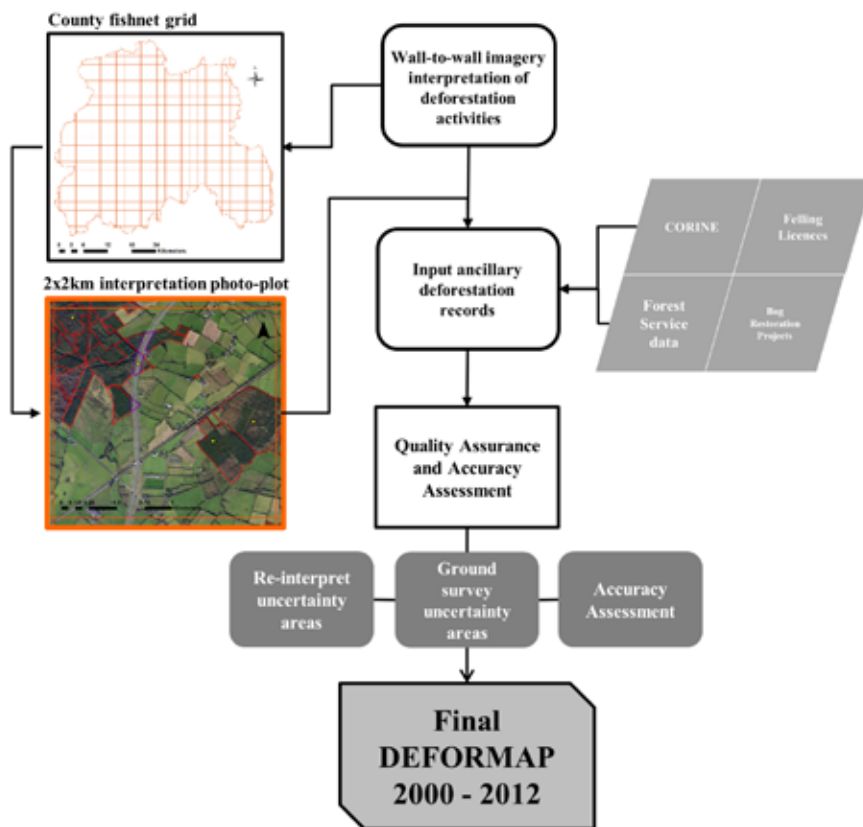 County fishnet grid
Wall-to-wall imagery
interpretation of
deforestation
activities
2x2km interpretation photo-plot
Input ancillary
deforestation
records
CORINE
Felling
Licences
Forest
Service
data
Bog
Restoration
Projects
Quality Assurance
and Accuracy
Assessment
Re-interpret
uncertainty
areas
Ground
survey
uncertainty
areas
Accuracy
Assessment
Final
DEFORMAP
2000 - 2012